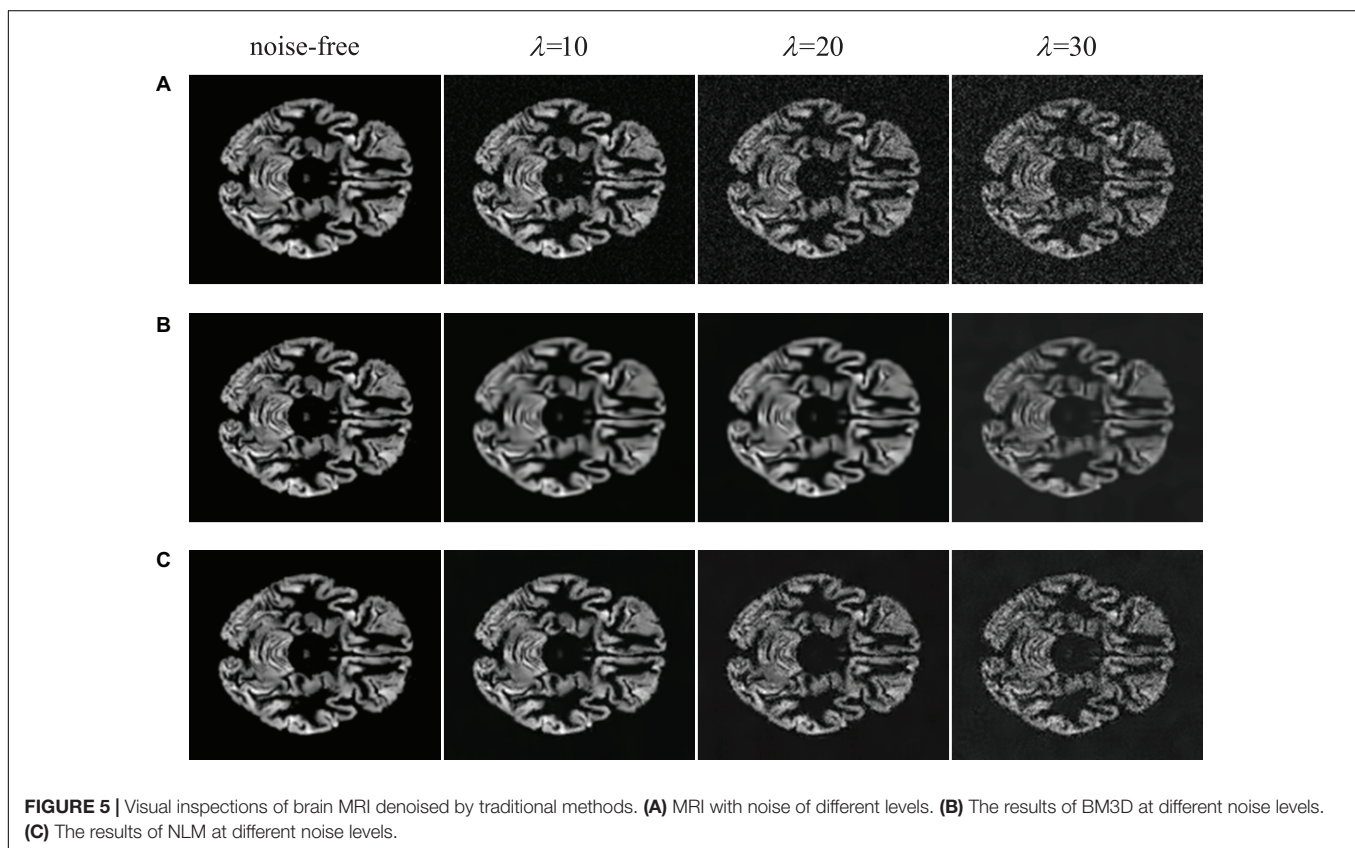 noise-free λ=10 λ=20 λ=30
A
B
C
FIGURE 5 | Visual inspections of brain MRI denoised by traditional methods. (A) MRI with noise of different levels. (B) The results of BM3D at different noise levels.
(C) The results of NLM at different noise levels.